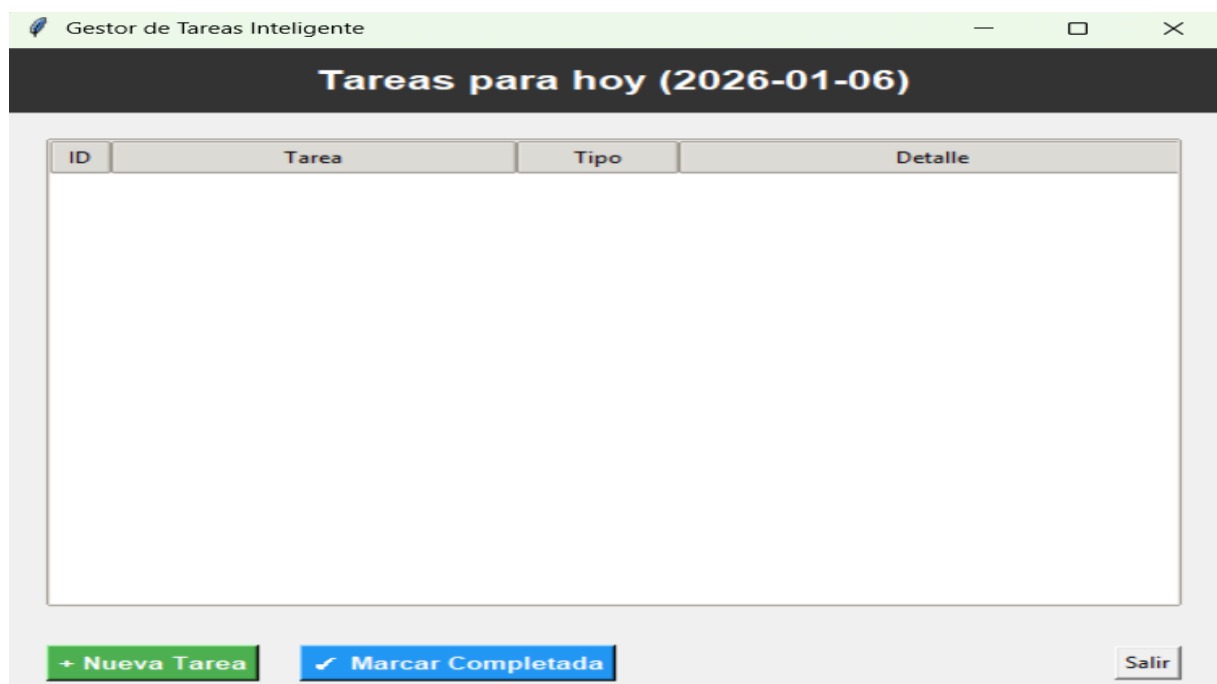 Gestor de Tareas Inteligente
Tareas para hoy (2026-01-06)
ID Tarea Tipo Detalle
+ Nueva Tarea ✓ Marcar Completada Salir